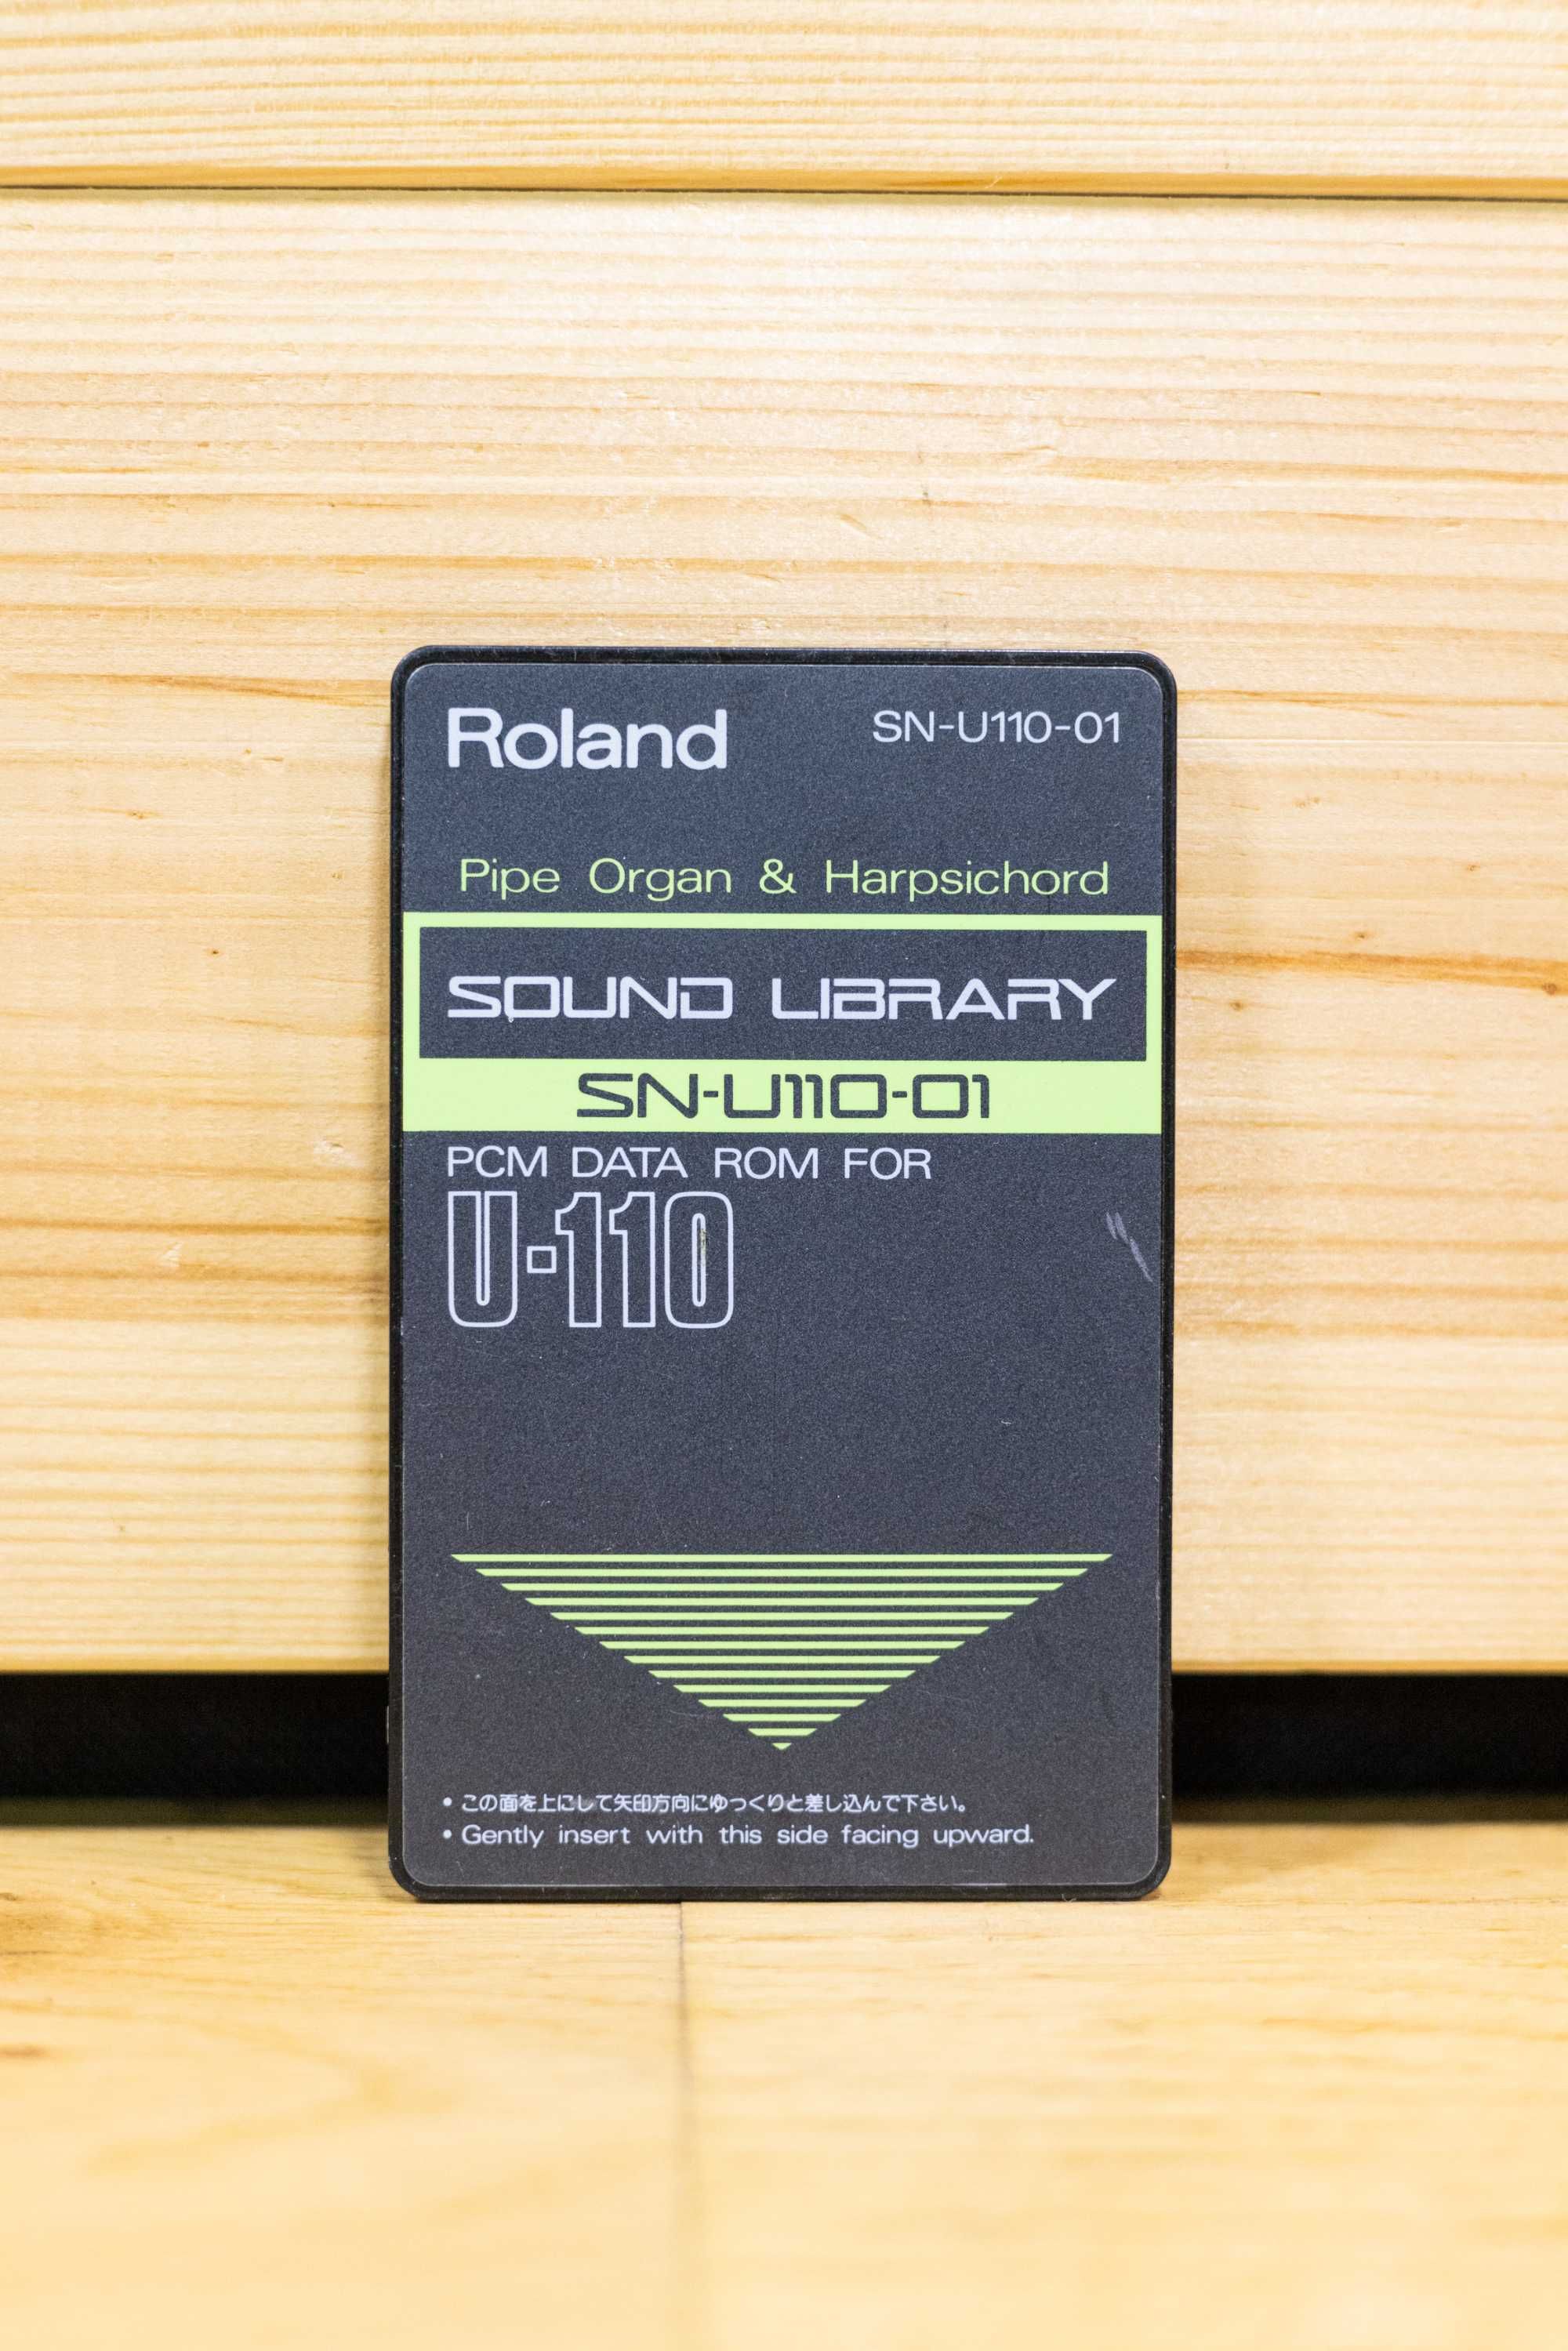 Roland SN-U110-01
Pipe Organ & Harpsichord
SOUND LIBRARY
SN-U110-01
PCM DATA ROM FOR
U-110
• この面を上にして矢印方向にゆっくりと差し込んで下さい。
• Gently insert with this side facing upward.